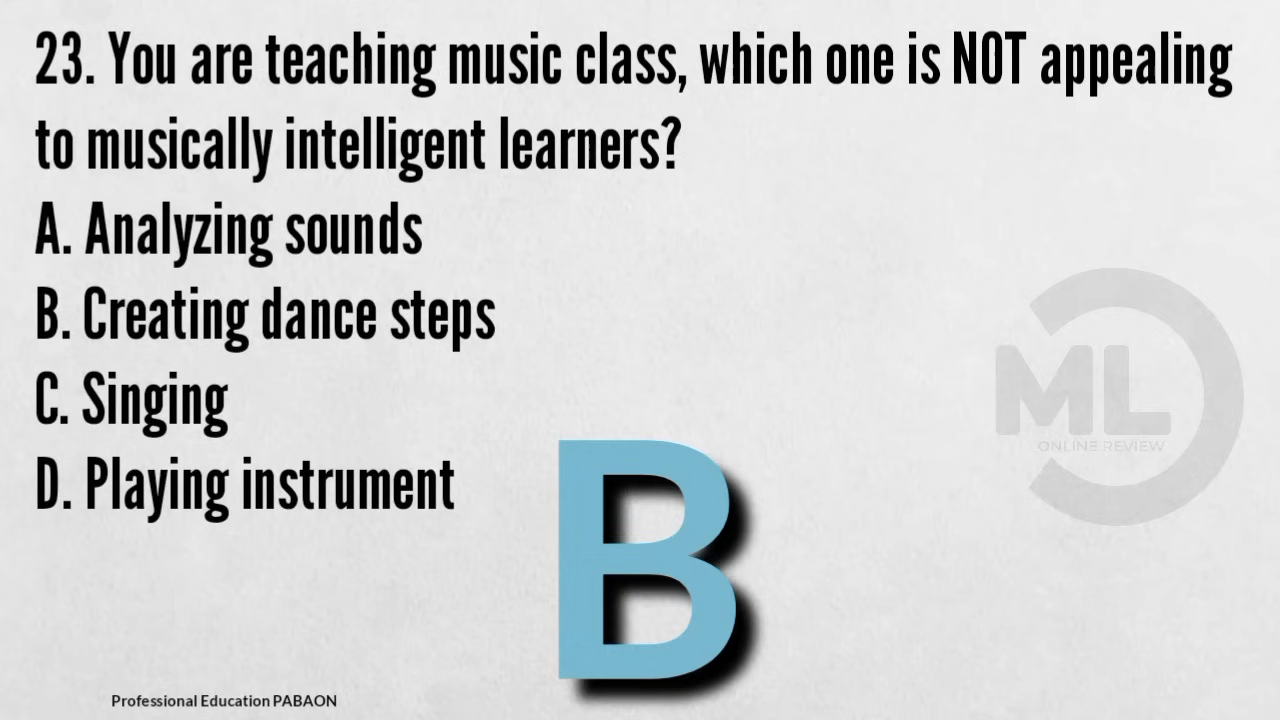 23. You are teaching music class, which one is NOT appealing
to musically intelligent learners?
A. Analyzing sounds
B. Creating dance steps
C. Singing
D. Playing instrument
ML
ONLINE REVIEW
B
Professional Education PABAON